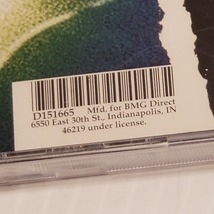 D151665 Mfd. for BMG Direct
6550 East 30th St., Indianapolis, IN
46219 under license.